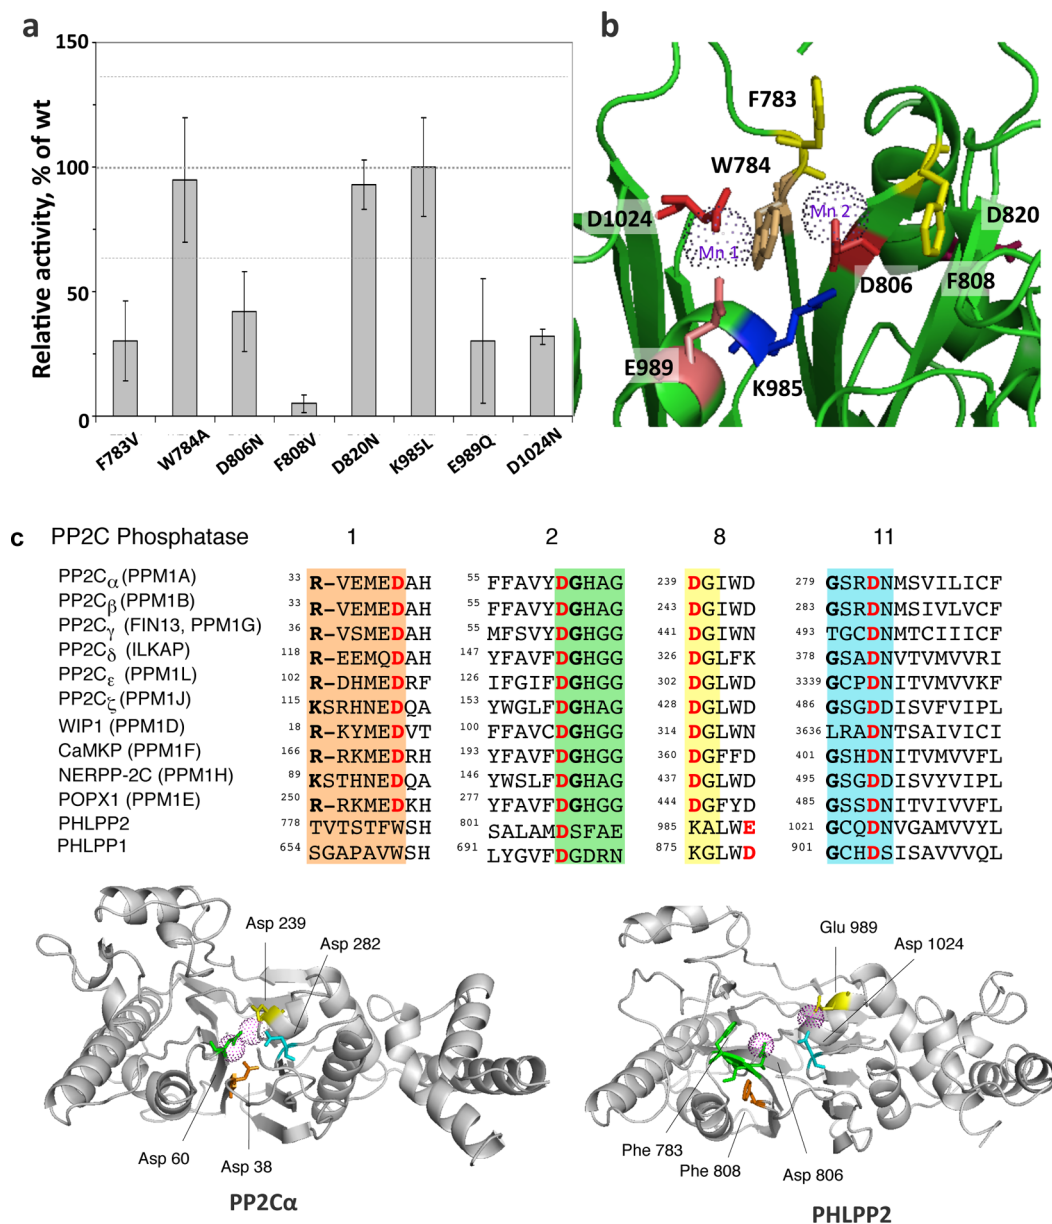 a
b
150
100
50
0
Relative activity, % of wt
F783V
W784A
D806N
F808V
D820N
K985L
E989Q
D1024N
F783
W784
D1024
Mn 1
Mn 2
D820
D806
F808
E989
K985
c PP2C Phosphatase 1 2 8 11
PP2Cα (PPM1A) 33 R–VEMEDAH 55 FFAVYDGHAG 239 DGIWD 279 GSRDNMSVILICF
PP2Cβ (PPM1B) 33 R–VEMEDAH 55 FFAVYDGHAG 243 DGIWD 283 GSRDNMSIVLVCF
PP2Cγ (FIN13, PPM1G) 36 R–VSMEDAH 55 MFSVYDGHGG 441 DGIWN 493 TGCDNMTCIIICF
PP2Cδ (ILKAP) 118 R–EEMQDAH 147 YFAVFDGHGG 326 DGLFK 378 GSADNVTVMVVRI
PP2Cε (PPM1L) 102 R–DHMEDRF 126 IFGIFDGHGG 302 DGLWD 3339 GCPDNITVMVVKF
PP2Cζ (PPM1J) 115 KSRHNEDQA 153 YWGLFDGHAG 428 DGLWD 486 GSGDDISVFVIPL
WIP1 (PPM1D) 18 R–KYMEDVT 100 FFAVCDGHGG 314 DGLWN 3636 LRADNTSAIVICI
CaMKP (PPM1F) 166 R–RKMEDRH 193 YFAVFDGHGG 360 DGFFD 401 GSHDNITVMVVFL
NERPP-2C (PPM1H) 89 KSTHNEDQA 146 YWSLFDGHAG 437 DGLWD 495 GSGDDISVYVIPL
POPX1 (PPM1E) 250 R–RKMEDKH 277 YFAVFDGHGG 444 DGFYD 485 GSSDNITVIVVFL
PHLPP2 778 TVTSTFWSH 801 SALAMDSFAE 985 KALWE 1021 GCQDNVGAMVVYL
PHLPP1 654 SGAPAVWSH 691 LYGVFDGDRN 875 KGLWD 901 GCHDSISAVVVQL
Asp 239
Asp 282
Asp 60
Asp 38
PP2Cα
Glu 989
Asp 1024
Phe 783
Phe 808
Asp 806
PHLPP2